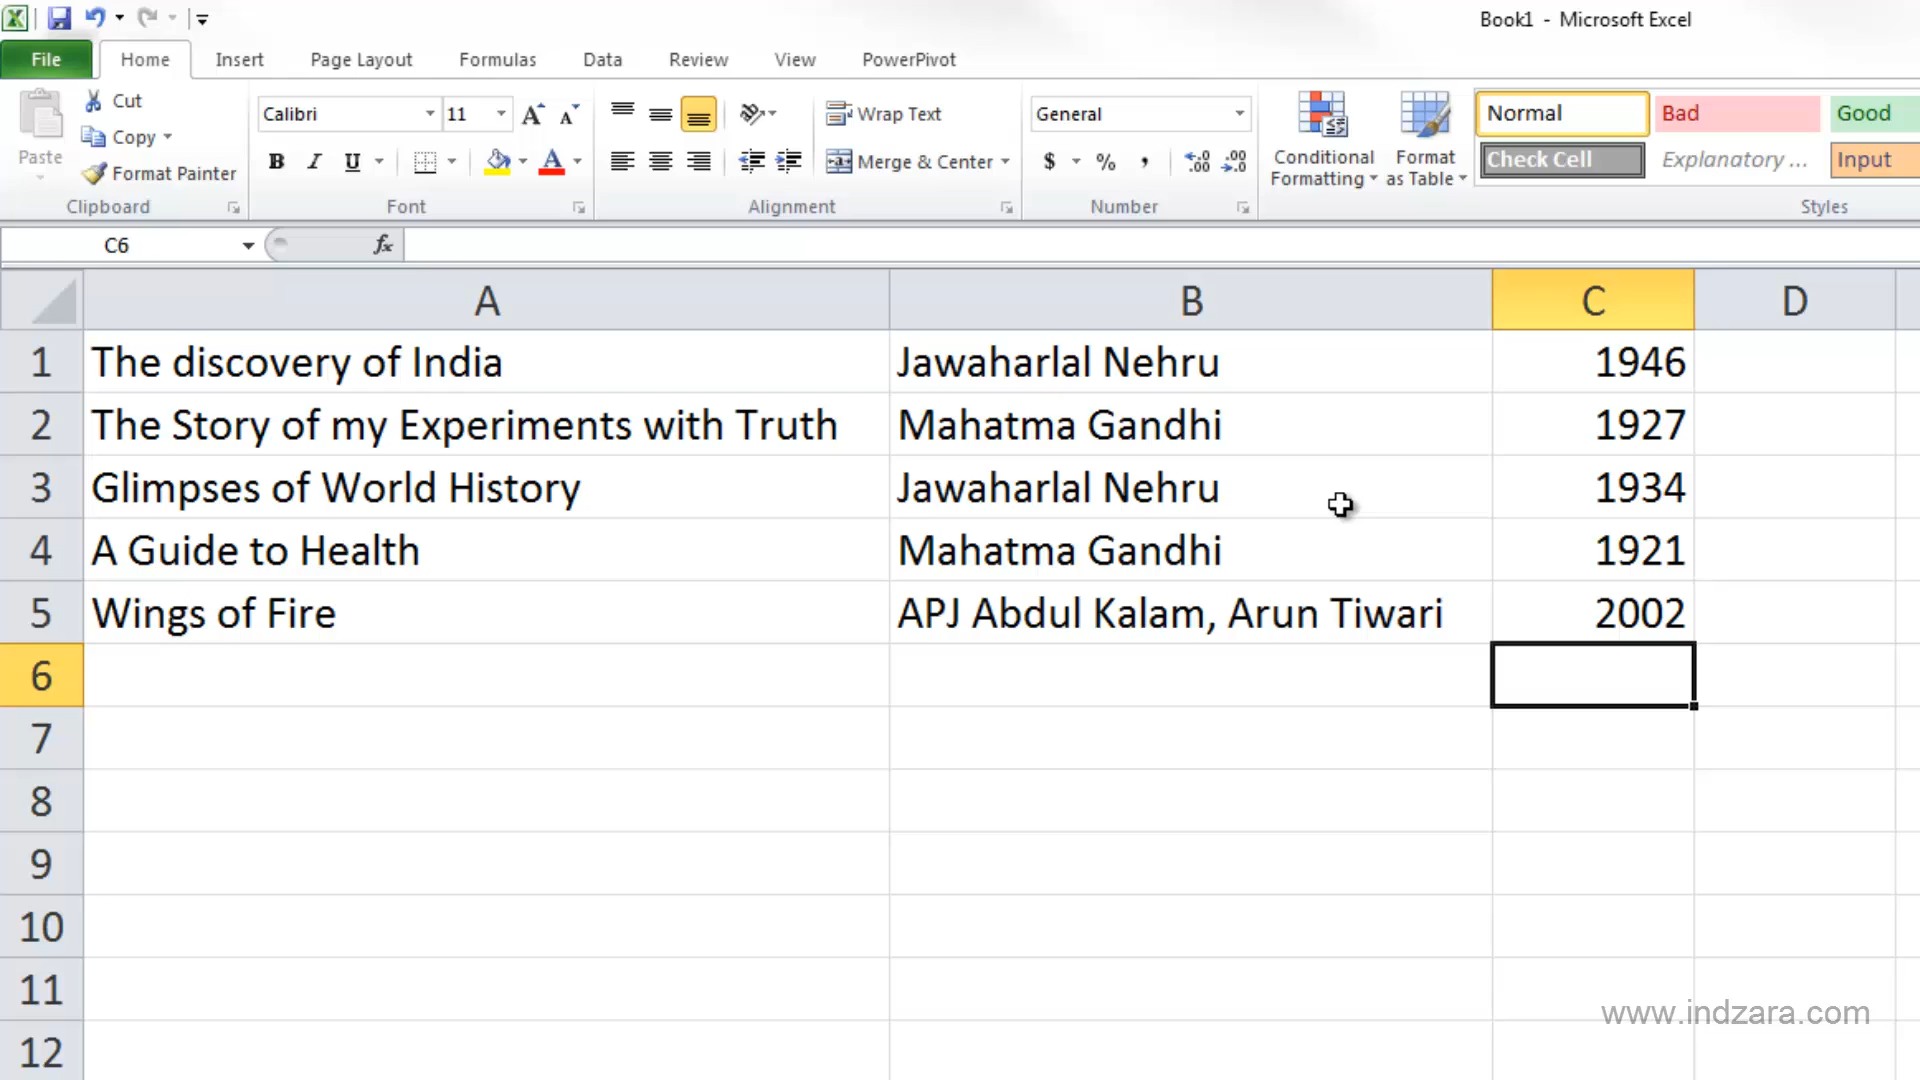 Book1 - Microsoft Excel
File Home Insert Page Layout Formulas Data Review View PowerPivot
Paste Cut Copy Format Painter Clipboard
Calibri 11 A A B I U A Font
Wrap Text Merge & Center Alignment
General $ % , .00 .00 Number
Conditional Formatting Format as Table
Normal Bad Good
Check Cell Explanatory ... Input
Styles
C6 fx
A B C D
1 The discovery of India Jawaharlal Nehru 1946
2 The Story of my Experiments with Truth Mahatma Gandhi 1927
3 Glimpses of World History Jawaharlal Nehru 1934
4 A Guide to Health Mahatma Gandhi 1921
5 Wings of Fire APJ Abdul Kalam, Arun Tiwari 2002
6
7
8
9
10
11
www.indzara.com
12